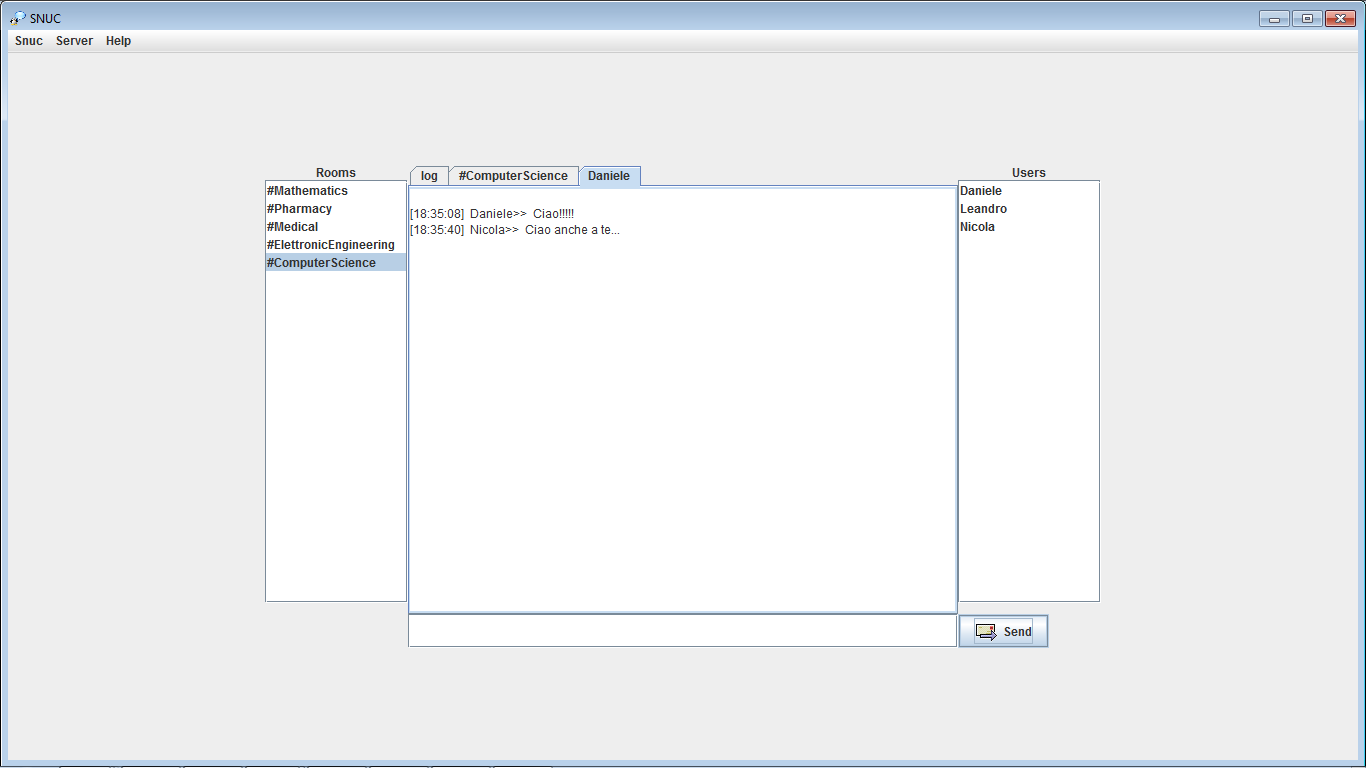 SNUC
Snuc Server Help
Rooms
#Mathematics
#Pharmacy
#Medical
#ElettronicEngineering
#ComputerScience
log #ComputerScience Daniele
[18:35:08] Daniele>> Ciao!!!!!
[18:35:40] Nicola>> Ciao anche a te...
Users
Daniele
Leandro
Nicola
Send